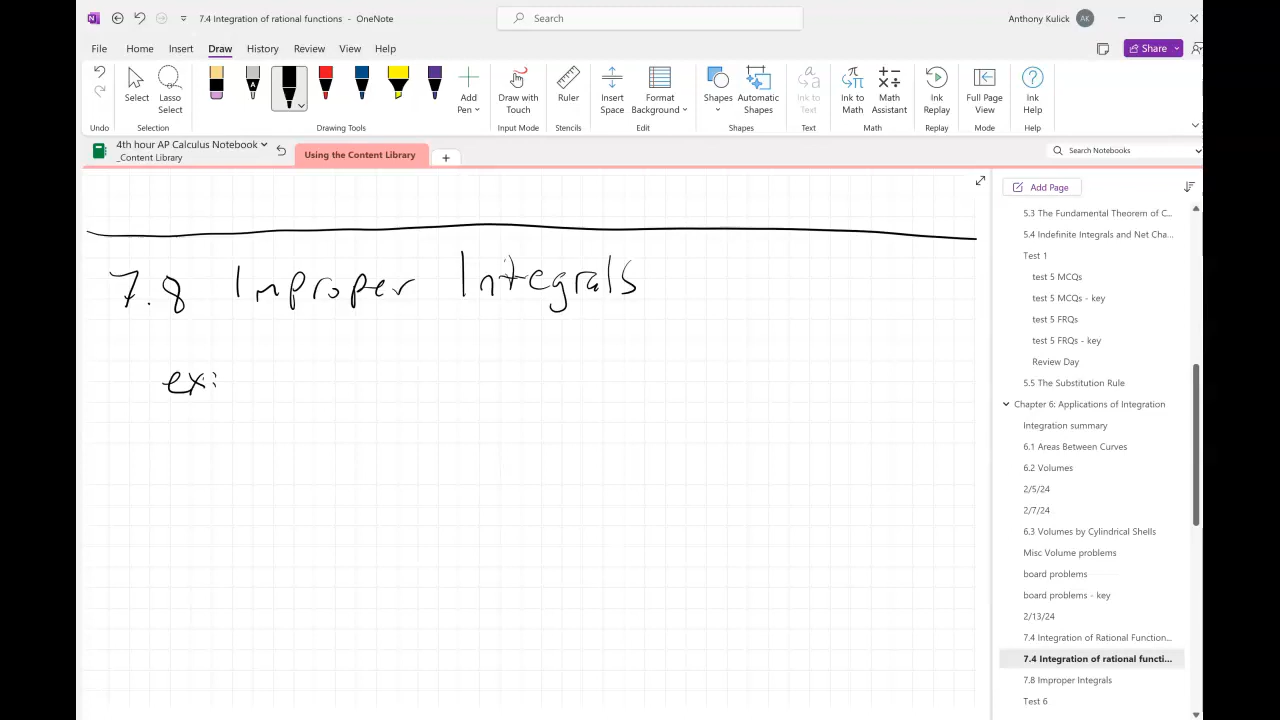 7.4 Integration of rational functions - OneNote
Search
Anthony Kulick
AK
File Home Insert Draw History Review View Help
Share
Undo
Select
Lasso Select
Selection
Add Pen
Drawing Tools
Draw with Touch
Input Mode
Ruler
Stencils
Insert Space
Format Background
Edit
Shapes
Automatic Shapes
Shapes
Ink to Text
Text
Ink to Math
Math Assistant
Math
Ink Replay
Replay
Full Page View
Mode
Ink Help
Help
4th hour AP Calculus Notebook
_Content Library
Using the Content Library
+
Search Notebooks
7.8 Improper Integrals
ex:
Add Page
5.3 The Fundamental Theorem of C...
5.4 Indefinite Integrals and Net Cha...
Test 1
test 5 MCQs
test 5 MCQs - key
test 5 FRQs
test 5 FRQs - key
Review Day
5.5 The Substitution Rule
Chapter 6: Applications of Integration
Integration summary
6.1 Areas Between Curves
6.2 Volumes
2/5/24
2/7/24
6.3 Volumes by Cylindrical Shells
Misc Volume problems
board problems
board problems - key
2/13/24
7.4 Integration of Rational Function...
7.4 Integration of rational functi...
7.8 Improper Integrals
Test 6